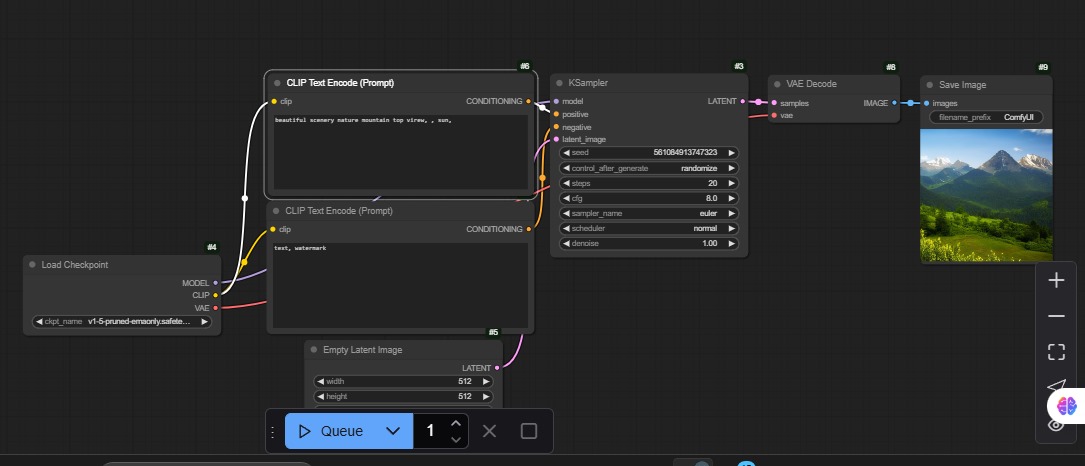 #6
CLIP Text Encode (Prompt)
clip
CONDITIONING
beautiful scenery nature mountain top virew, , sun,
CLIP Text Encode (Prompt)
clip
CONDITIONING
text, watermark
#4
Load Checkpoint
MODEL
CLIP
VAE
ckpt_name v1-5-pruned-emaonly.safete...
#5
Empty Latent Image
LATENT
width 512
height 512
#3
KSampler
model
LATENT
positive
negative
latent_image
seed 561084913747323
control_after_generate randomize
steps 20
cfg 8.0
sampler_name euler
scheduler normal
denoise 1.00
#8
VAE Decode
samples
IMAGE
vae
#9
Save Image
images
filename_prefix ComfyUI
Queue
1